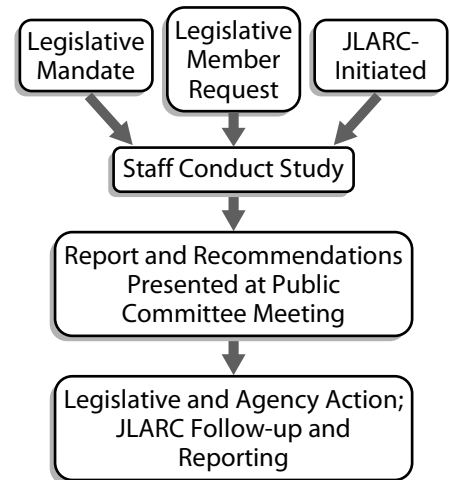 Legislative
Mandate
Legislative
Member
Request
JLARC-
Initiated
Staff Conduct Study
Report and Recommendations
Presented at Public
Committee Meeting
Legislative and Agency Action;
JLARC Follow-up and
Reporting